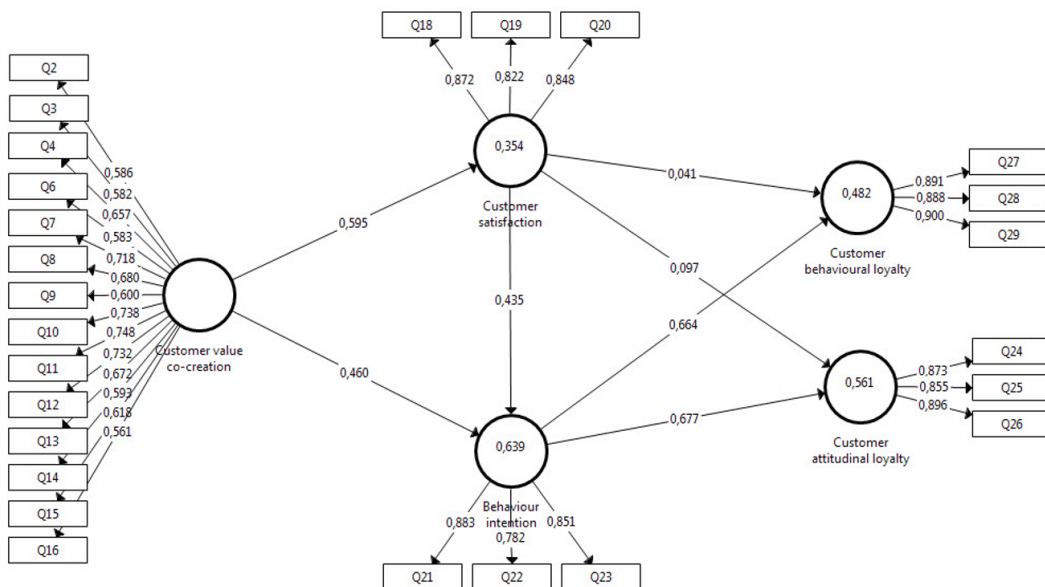 Q18
Q19
Q20
0,872
0,822
0,848
Q2
Q3
Q4
Q6
Q7
Q8
Q9
Q10
Q11
Q12
Q13
Q14
Q15
Q16
0,586
0,582
0,657
0,583
0,718
0,680
0,600
0,738
0,748
0,732
0,672
0,593
0,618
0,561
Customer value
co-creation
0,595
0,460
0,354
Customer
satisfaction
0,435
0,041
0,097
0,664
0,677
0,639
Behaviour
intention
0,883
0,782
0,851
Q21
Q22
Q23
0,482
Customer
behavioural loyalty
0,891
0,888
0,900
Q27
Q28
Q29
0,561
Customer
attitudinal loyalty
0,873
0,855
0,896
Q24
Q25
Q26